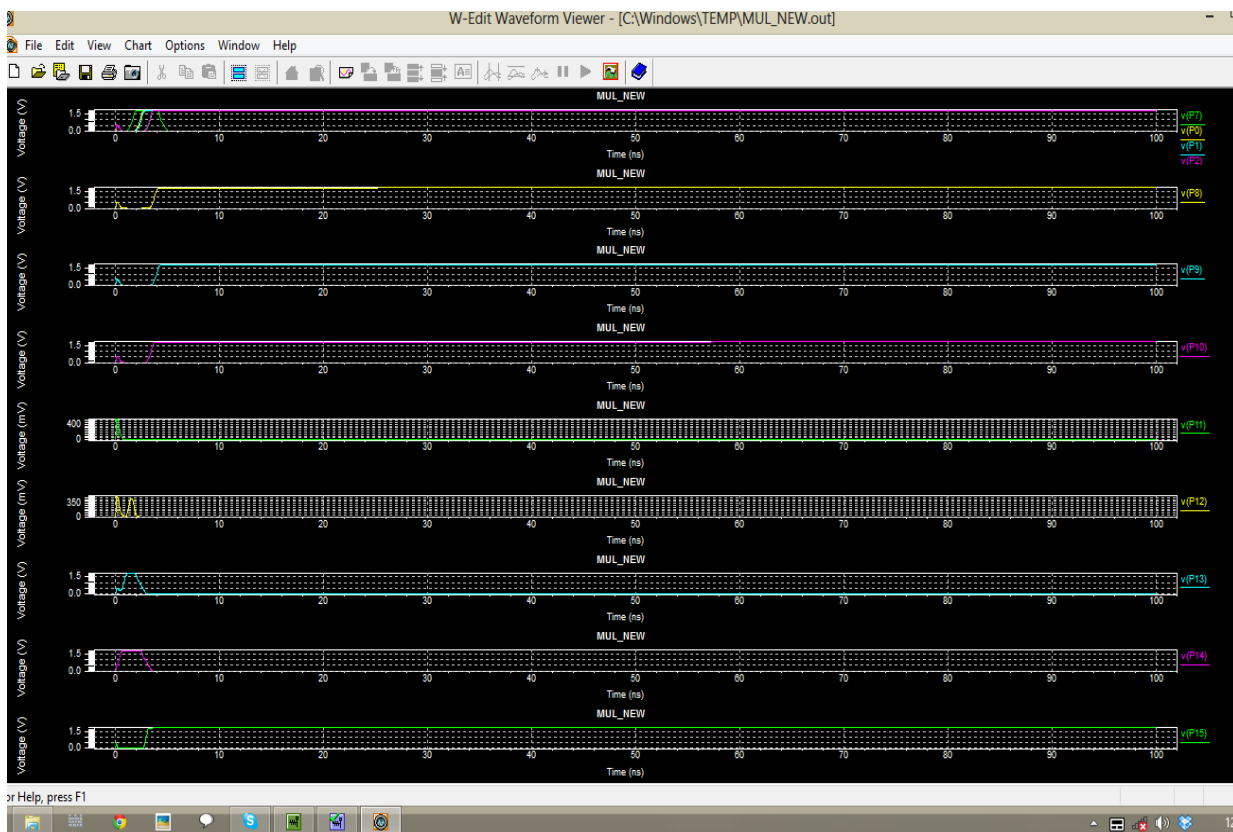 W-Edit Waveform Viewer - [C:\Windows\TEMP\MUL_NEW.out]
File Edit View Chart Options Window Help
MUL_NEW
Voltage (V)
1.5
0.0
0 10 20 30 40 50 60 70 80 90 100
Time (ns)
v(P7)
v(P0)
v(P1)
v(P2)
MUL_NEW
Voltage (V)
1.5
0.0
0 10 20 30 40 50 60 70 80 90 100
Time (ns)
v(P8)
MUL_NEW
Voltage (V)
1.5
0.0
0 10 20 30 40 50 60 70 80 90 100
Time (ns)
v(P9)
MUL_NEW
Voltage (V)
1.5
0.0
0 10 20 30 40 50 60 70 80 90 100
Time (ns)
v(P10)
MUL_NEW
Voltage (mV)
400
0
0 10 20 30 40 50 60 70 80 90 100
Time (ns)
v(P11)
MUL_NEW
Voltage (mV)
350
0
0 10 20 30 40 50 60 70 80 90 100
Time (ns)
v(P12)
MUL_NEW
Voltage (V)
1.5
0.0
0 10 20 30 40 50 60 70 80 90 100
Time (ns)
v(P13)
MUL_NEW
Voltage (V)
1.5
0.0
0 10 20 30 40 50 60 70 80 90 100
Time (ns)
v(P14)
MUL_NEW
Voltage (V)
1.5
0.0
0 10 20 30 40 50 60 70 80 90 100
Time (ns)
v(P15)
or Help, press F1
12